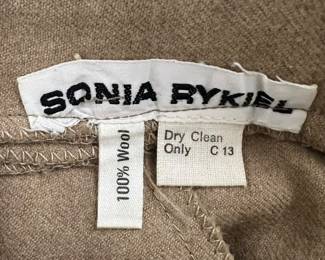 SONIA RYKIEL
100% Wool
Dry Clean
Only C 13